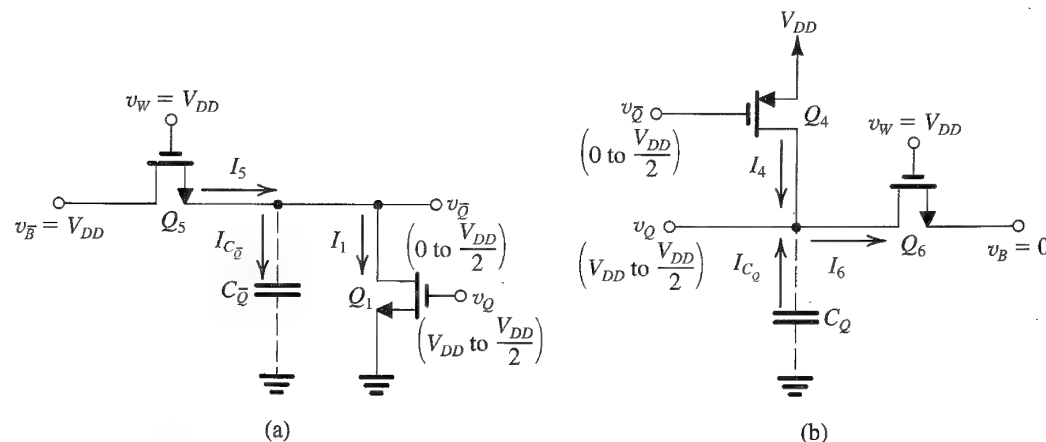 v_W = V_DD
I_5
v_B̄ = V_DD
Q_5
v_Q̄
I_C_Q̄
I_1
(0 to V_DD/2)
C_Q̄
Q_1
v_Q
(V_DD to V_DD/2)
(a)
V_DD
v_Q̄
Q_4
(0 to V_DD/2)
I_4
v_W = V_DD
v_Q
(V_DD to V_DD/2)
I_C_Q
I_6
Q_6
v_B = 0
C_Q
(b)